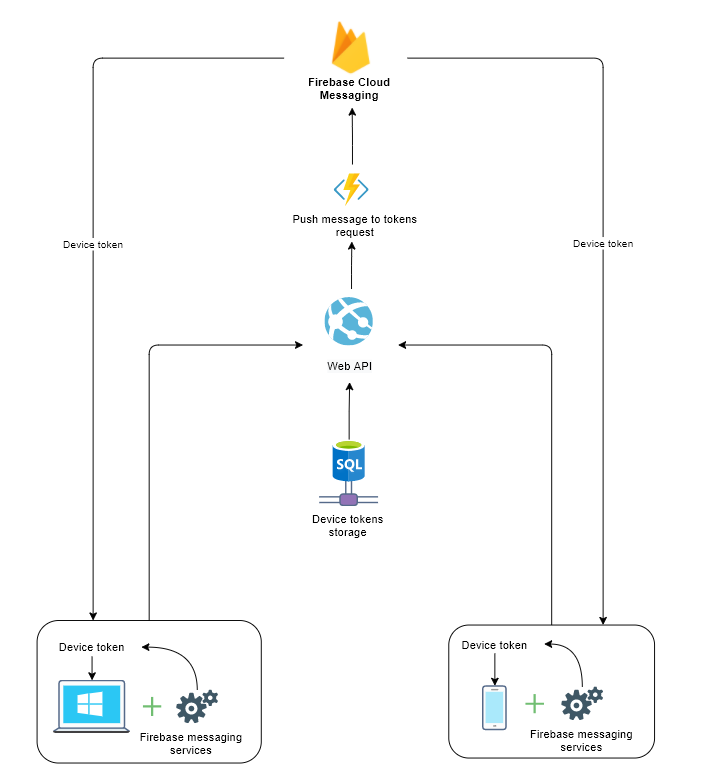 Firebase Cloud
Messaging
Push message to tokens
request
Device token
Device token
Web API
SQL
Device tokens
storage
Device token
Firebase messaging
services
Device token
Firebase messaging
services